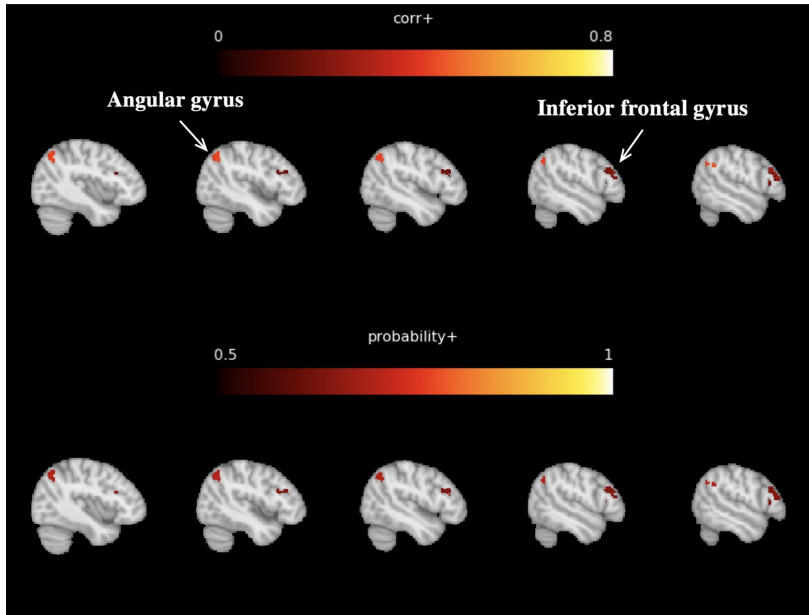 corr+
0 0.8
Angular gyrus
Inferior frontal gyrus
probability+
0.5 1